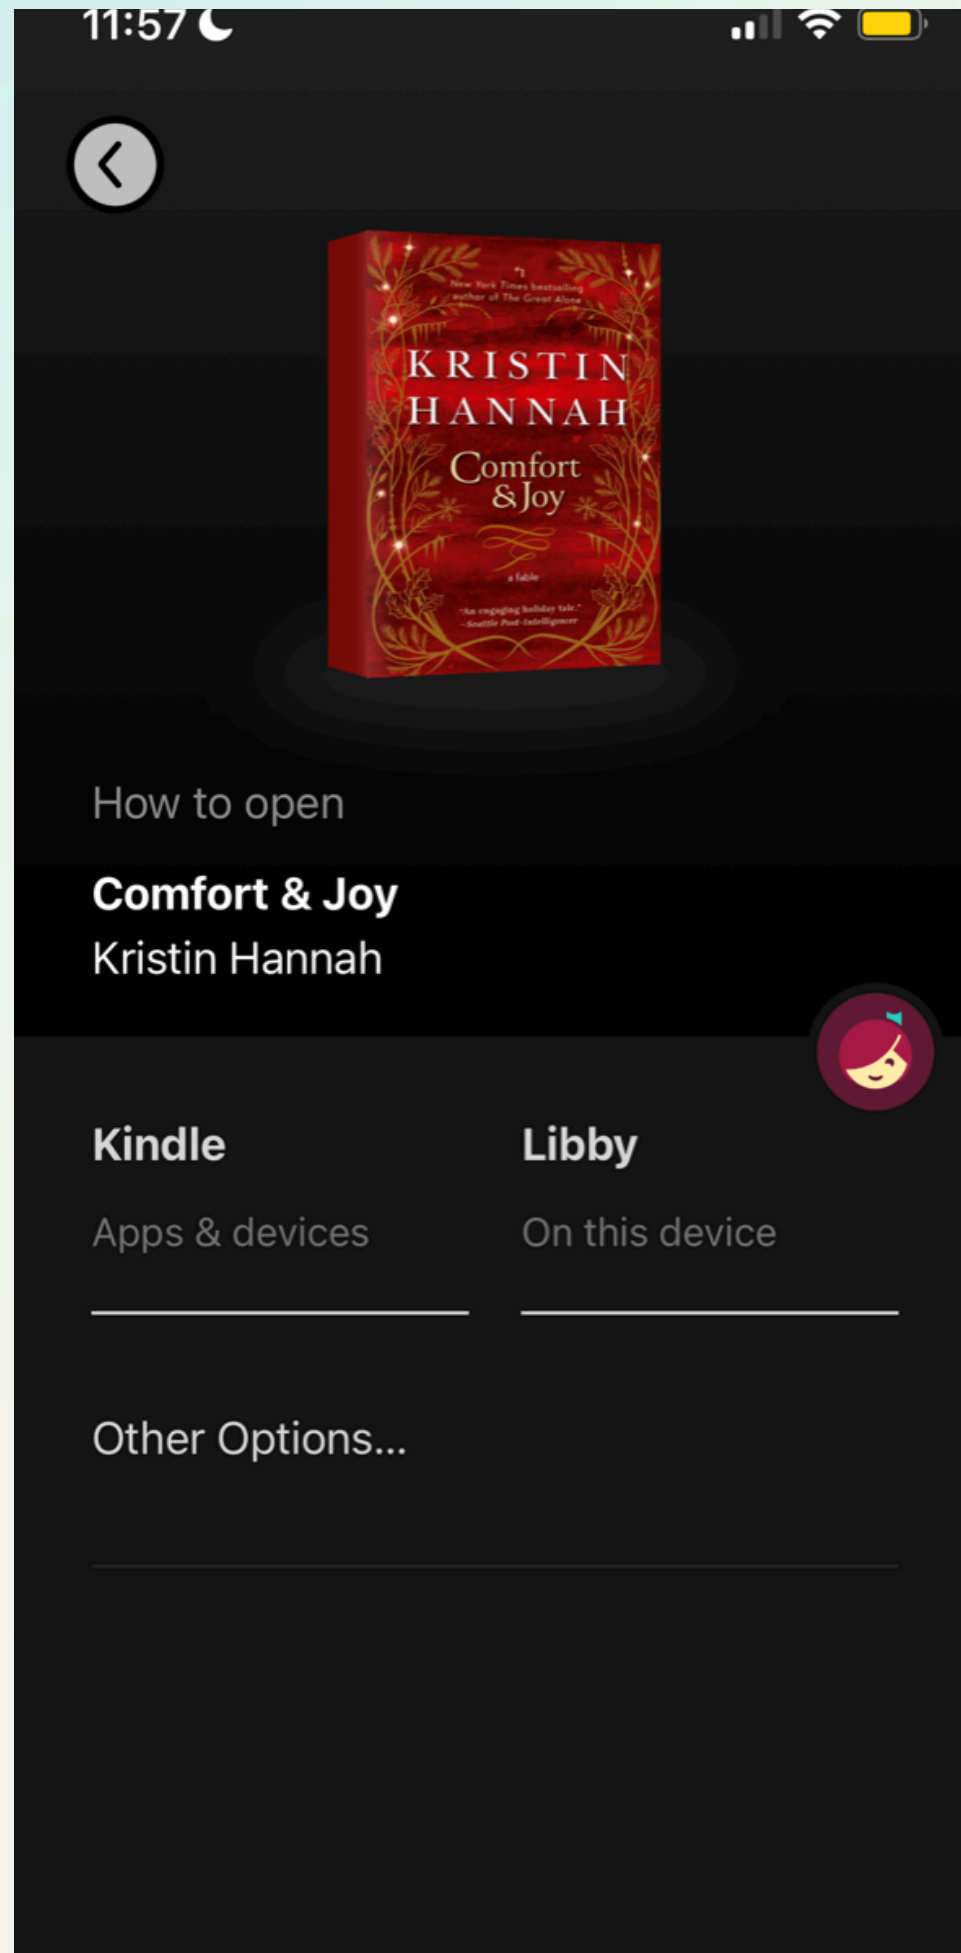 11:57
#1
New York Times bestselling
author of The Great Alone
KRISTIN
HANNAH
Comfort
& Joy
a fable
"An engaging holiday tale."
—Seattle Post-Intelligencer
How to open
Comfort & Joy
Kristin Hannah
Kindle
Libby
Apps & devices
On this device
Other Options...